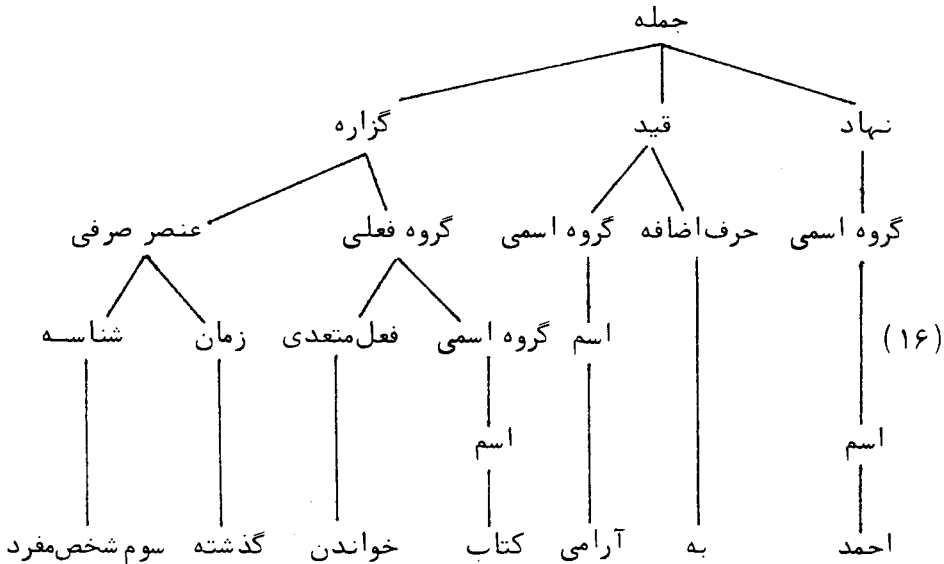 جمله
نهاد قید گزاره
گروه اسمی حرف‌اضافه گروه اسمی گروه فعلی عنصر صرفی
(۱۶) اسم گروه اسمی فعل‌متعدی زمان شناسه
اسم اسم
احمد به آرامی کتاب خواندن گذشته سوم شخص‌مفرد